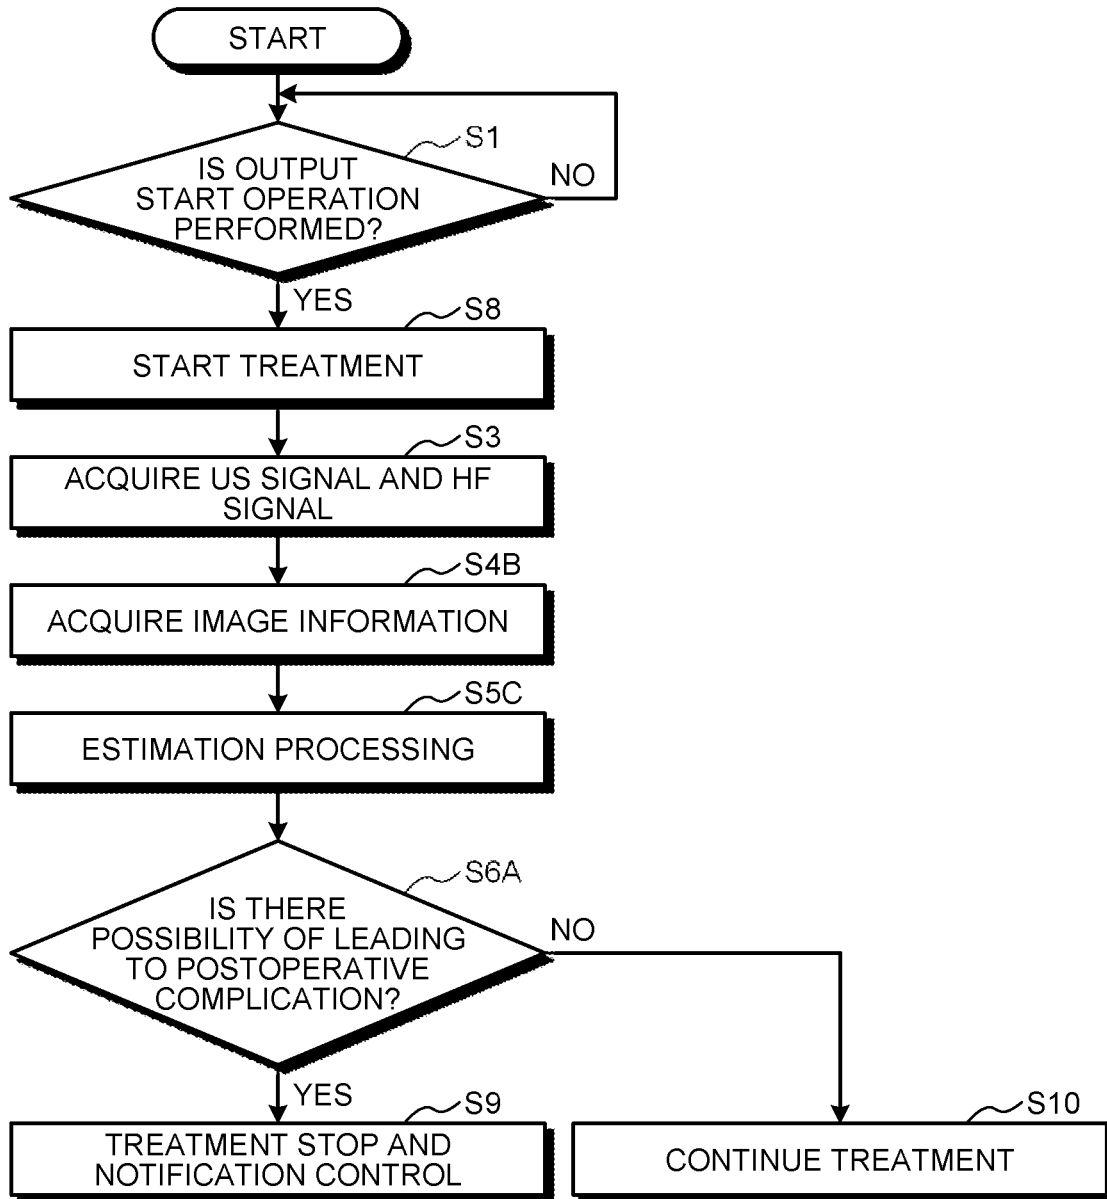 START
S1
IS OUTPUT
START OPERATION
PERFORMED?
NO
YES
S8
START TREATMENT
S3
ACQUIRE US SIGNAL AND HF
SIGNAL
S4B
ACQUIRE IMAGE INFORMATION
S5C
ESTIMATION PROCESSING
S6A
IS THERE
POSSIBILITY OF LEADING
TO POSTOPERATIVE
COMPLICATION?
NO
YES
S9
TREATMENT STOP AND
NOTIFICATION CONTROL
S10
CONTINUE TREATMENT